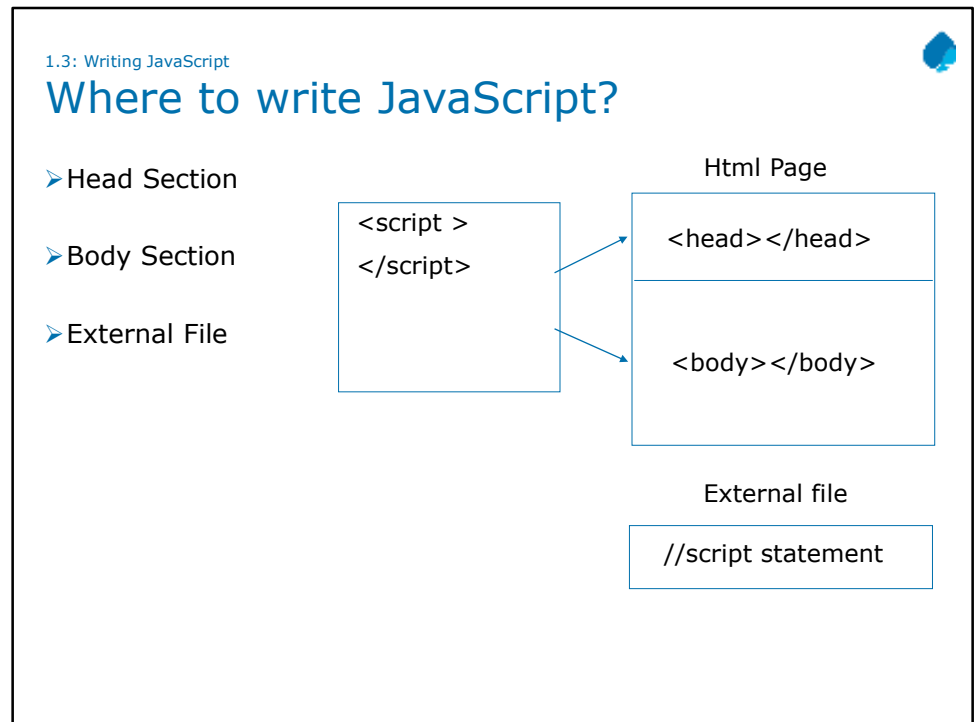 1.3: Writing JavaScript
Where to write JavaScript?
➢Head Section
➢Body Section
➢External File
<script >
</script>
Html Page
<head></head>
<body></body>
External file
//script statement